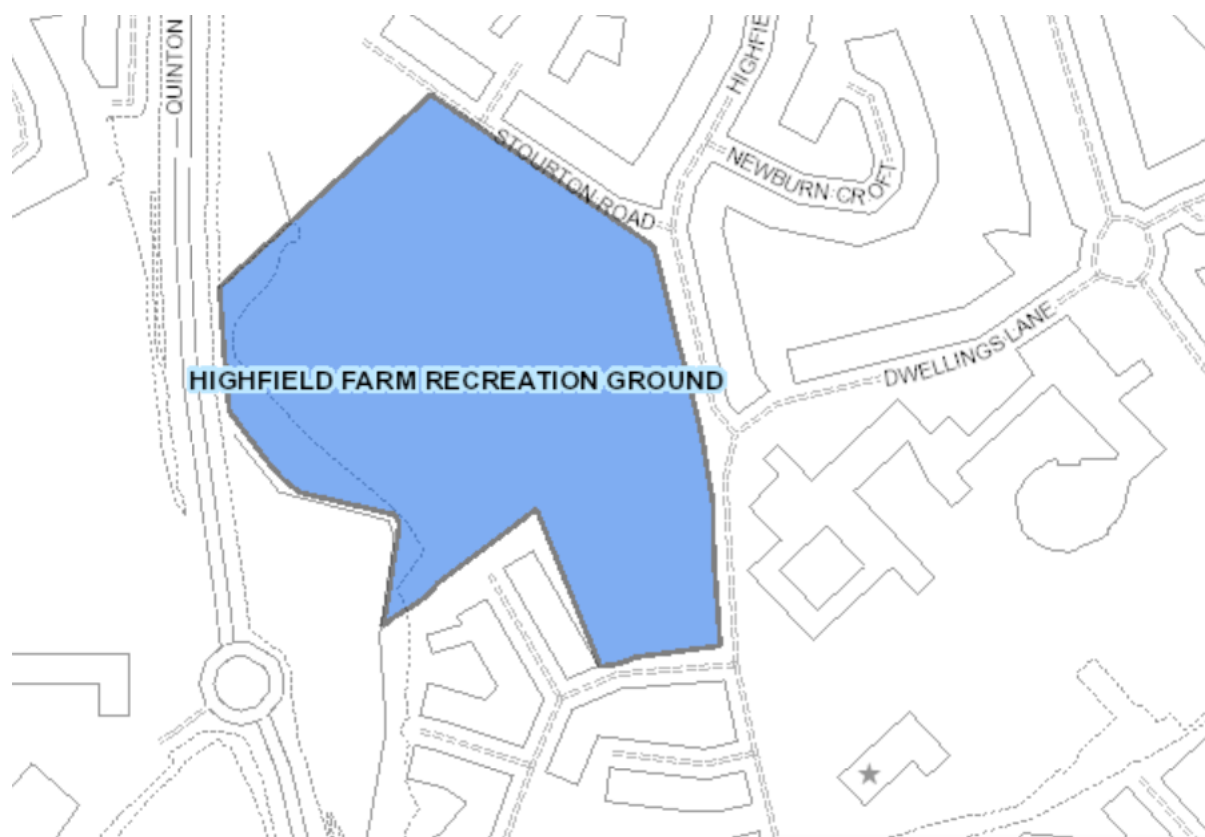 QUINTON
HIGHFIE
STOURTON ROAD
NEWBURN CROFT
DWELLINGS LANE
HIGHFIELD FARM RECREATION GROUND